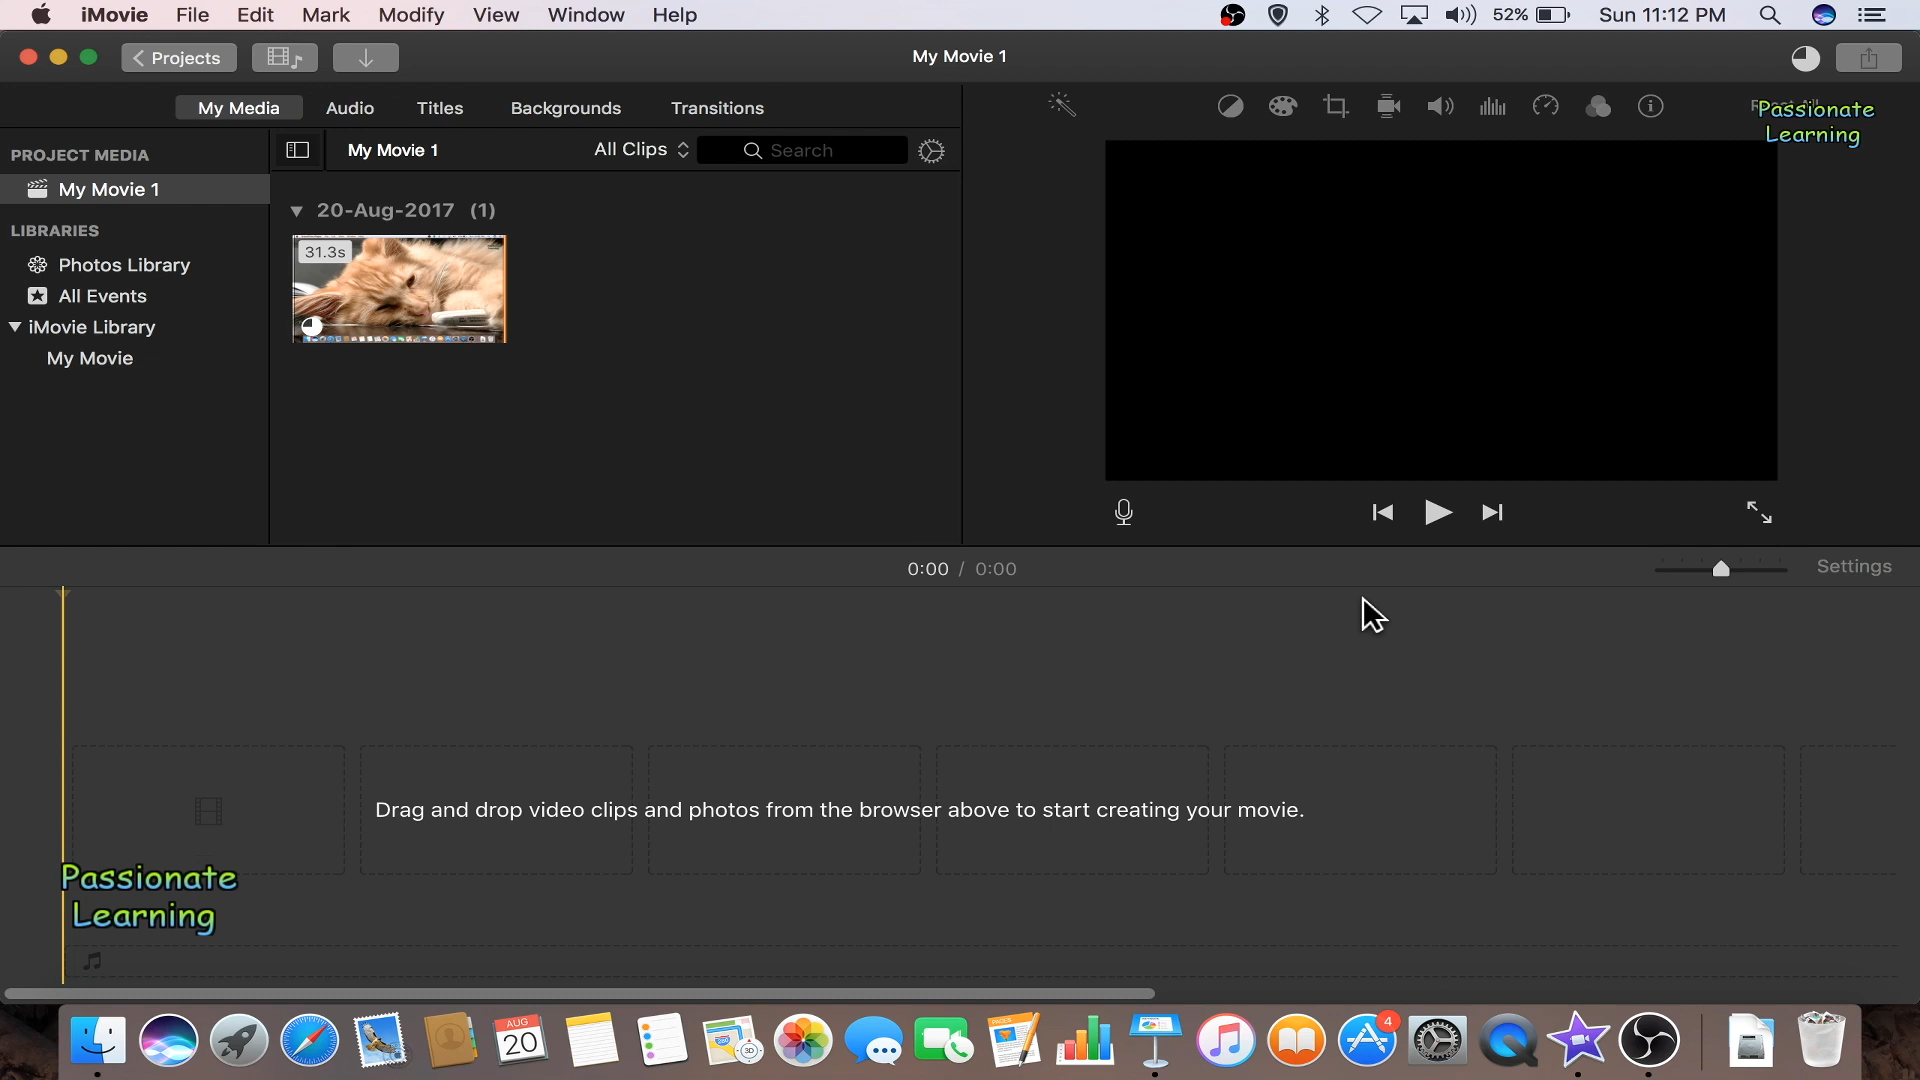 iMovie File Edit Mark Modify View Window Help 52% Sun 11:12 PM
Projects My Movie 1
My Media Audio Titles Backgrounds Transitions
Passionate
Learning
PROJECT MEDIA
My Movie 1
LIBRARIES
Photos Library
All Events
iMovie Library
My Movie
My Movie 1 All Clips Search
20-Aug-2017 (1)
31.3s
0:00 / 0:00 Settings
Drag and drop video clips and photos from the browser above to start creating your movie.
Passionate
Learning
AUG
20
PAGES
3D
4